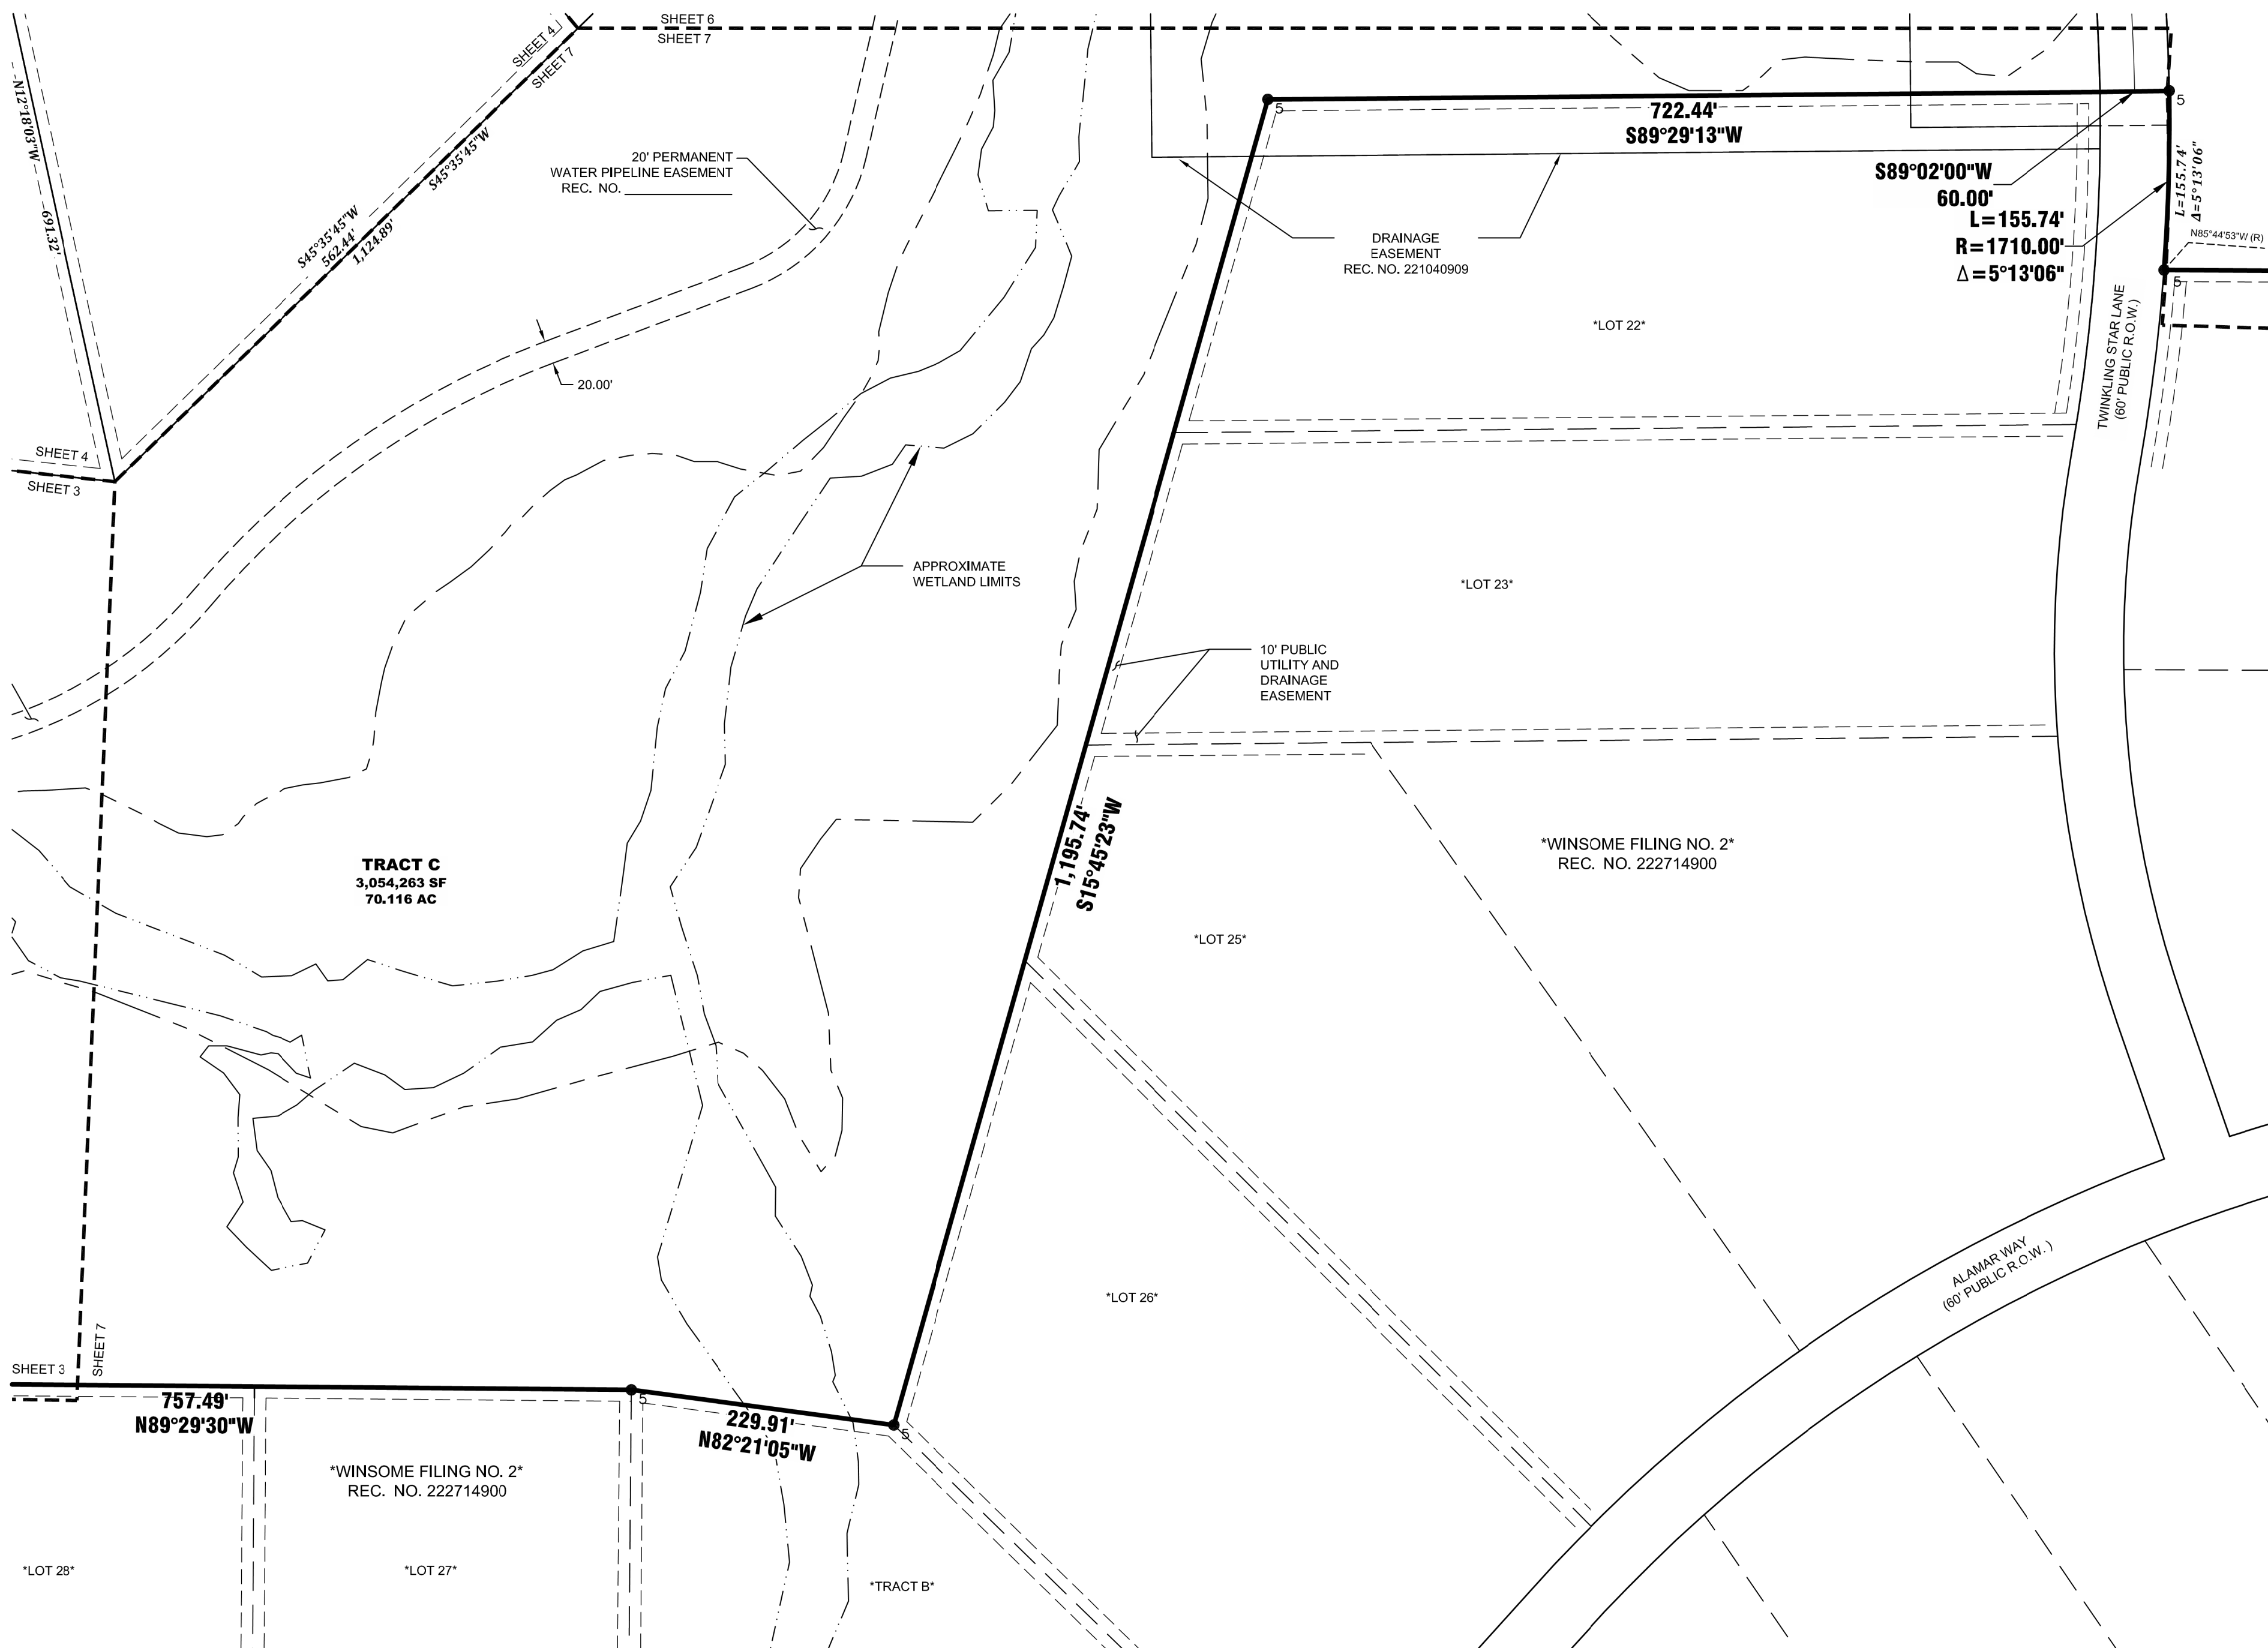 SHEET 6
SHEET 7
SHEET 4
SHEET 7
N12°18'03"W
691.32'
S45°35'45"W
S45°35'45"W
562.44'
1,124.89'
20' PERMANENT
WATER PIPELINE EASEMENT
REC. NO. ____________
20.00'
5
722.44'
S89°29'13"W
5
S89°02'00"W
60.00'
L=155.74'
R=1710.00'
Δ=5°13'06"
L=155.74'
Δ=5°13'06"
N85°44'53"W (R)
5
DRAINAGE
EASEMENT
REC. NO. 221040909
*LOT 22*
TWINKLING STAR LANE
(60' PUBLIC R.O.W.)
SHEET 4
SHEET 3
APPROXIMATE
WETLAND LIMITS
*LOT 23*
10' PUBLIC
UTILITY AND
DRAINAGE
EASEMENT
1,195.74'
S15°45'23"W
*WINSOME FILING NO. 2*
REC. NO. 222714900
TRACT C
3,054,263 SF
70.116 AC
*LOT 25*
*LOT 26*
ALAMAR WAY
(60' PUBLIC R.O.W. )
SHEET 3
SHEET 7
757.49'
N89°29'30"W
5
229.91'
N82°21'05"W
5
*WINSOME FILING NO. 2*
REC. NO. 222714900
*LOT 28*
*LOT 27*
*TRACT B*